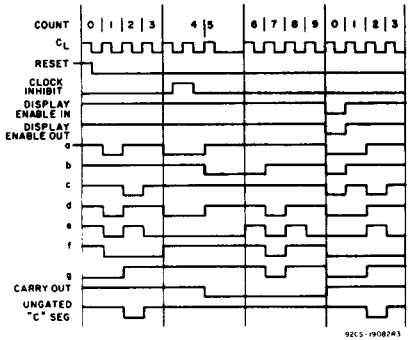 COUNT 0 1 2 3 4 5 6 7 8 9 0 1 2 3
CL
RESET
CLOCK
INHIBIT
DISPLAY
ENABLE IN
DISPLAY
ENABLE OUT
a
b
c
d
e
f
g
CARRY OUT
UNGATED
"C" SEG.
92CS-19082R3